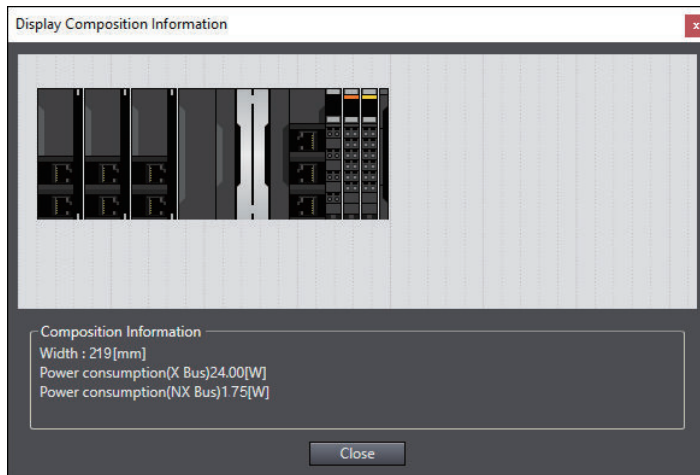 Display Composition Information
x
Composition Information
Width : 219[mm]
Power consumption(X Bus)24.00[W]
Power consumption(NX Bus)1.75[W]
Close